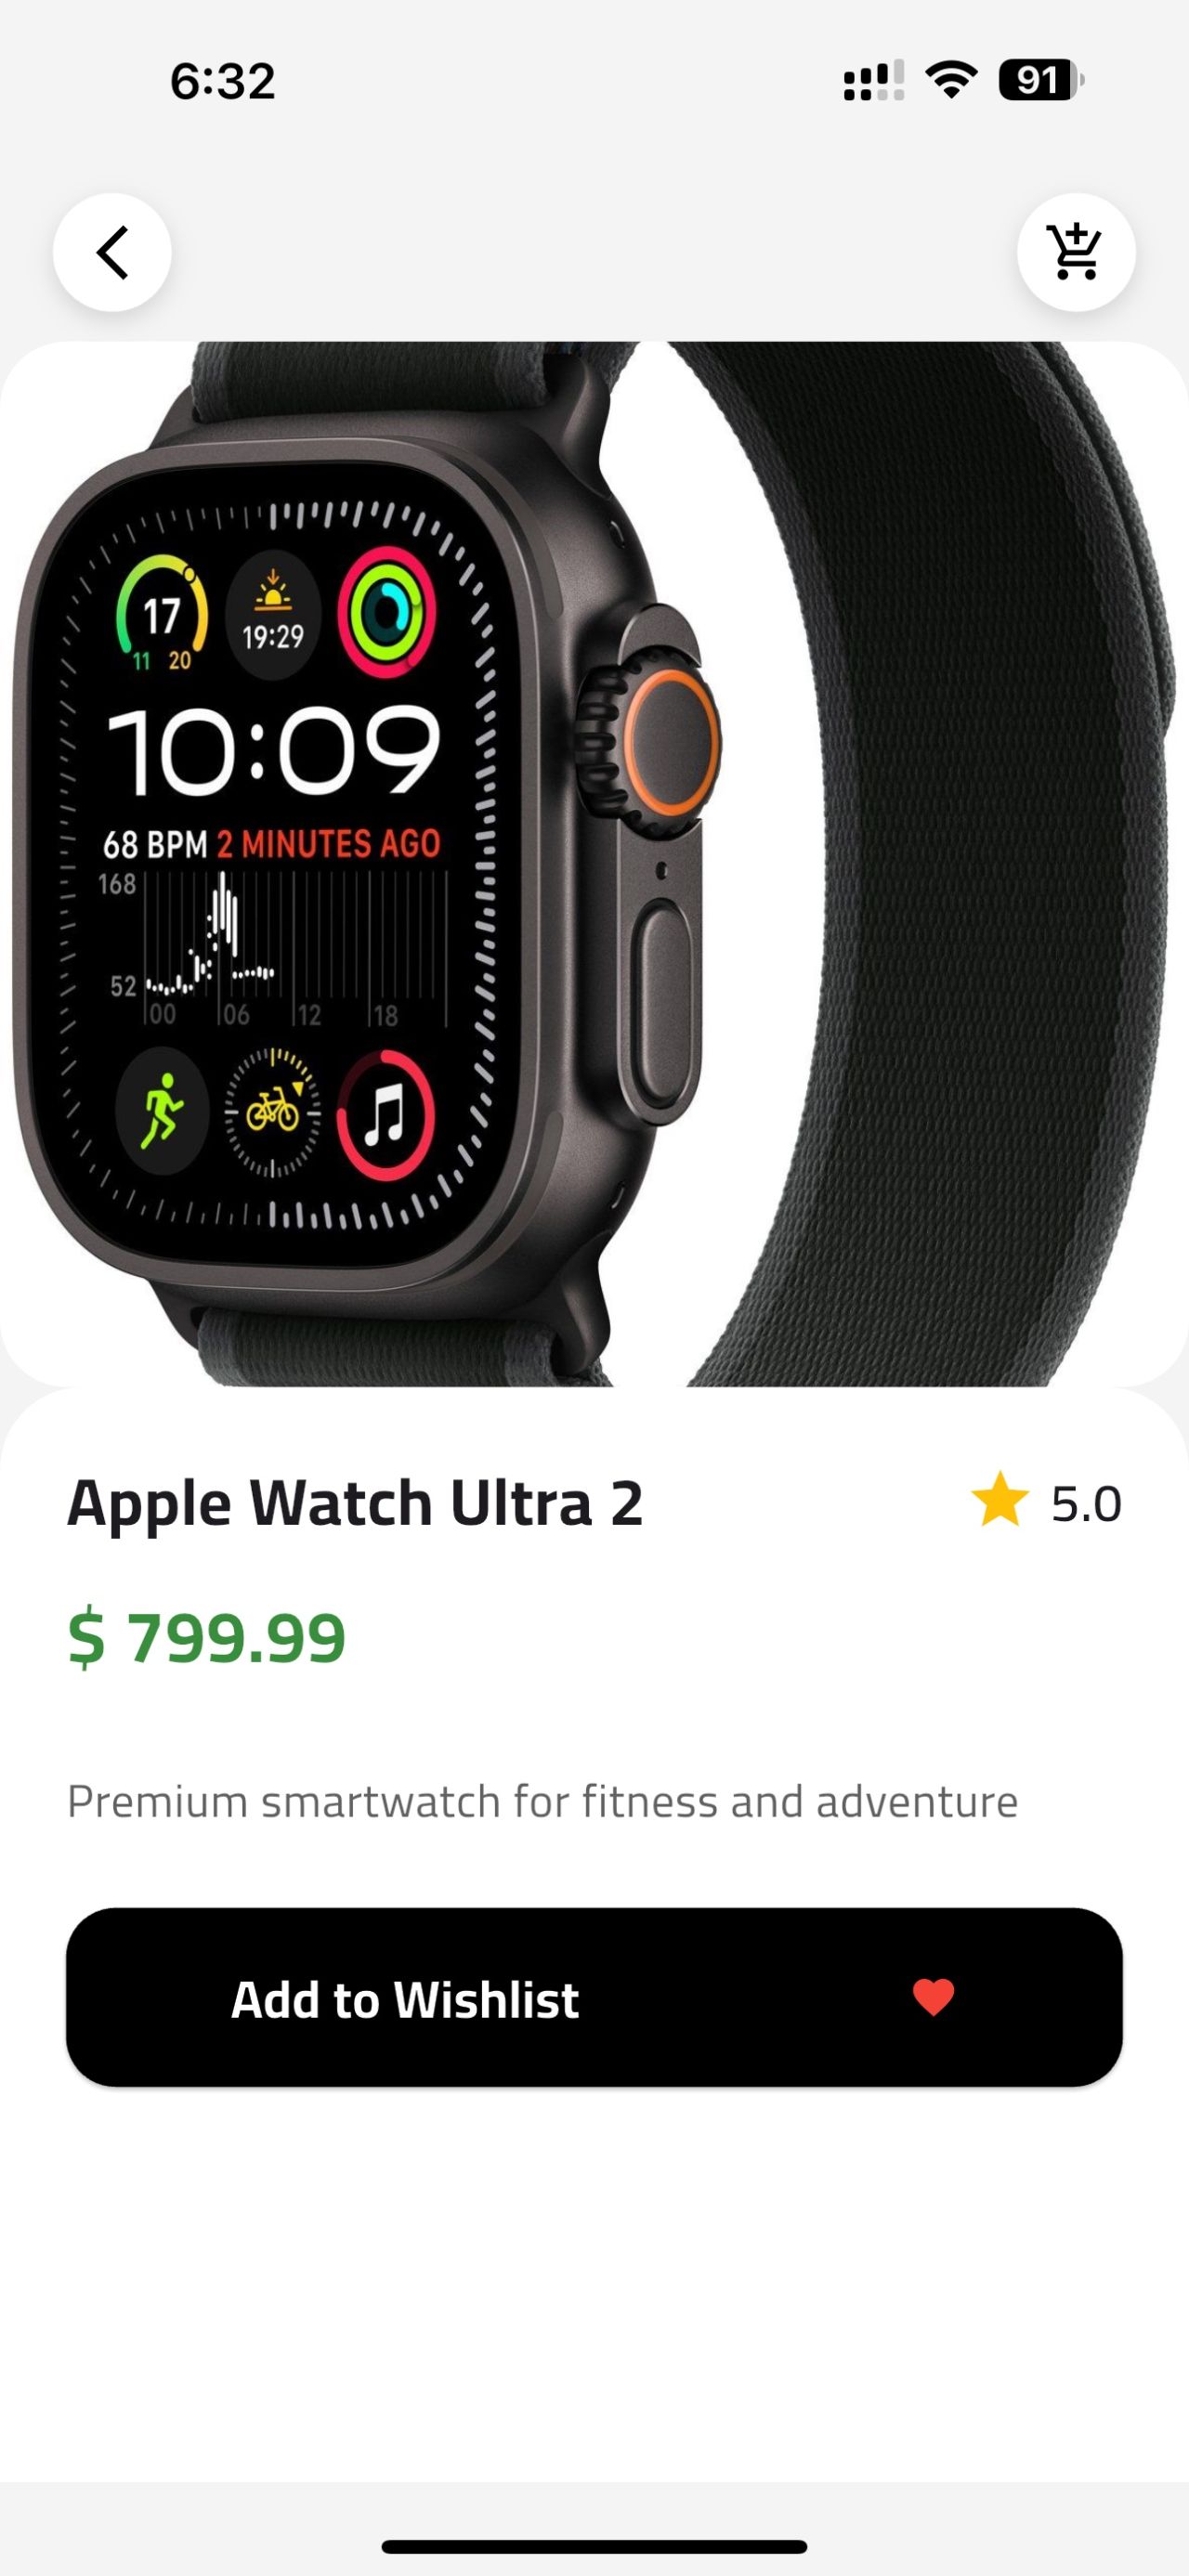 6:32
91
17
11 20
19:29
10:09
68 BPM 2 MINUTES AGO
168
52
00 06 12 18
Apple Watch Ultra 2
5.0
$ 799.99
Premium smartwatch for fitness and adventure
Add to Wishlist